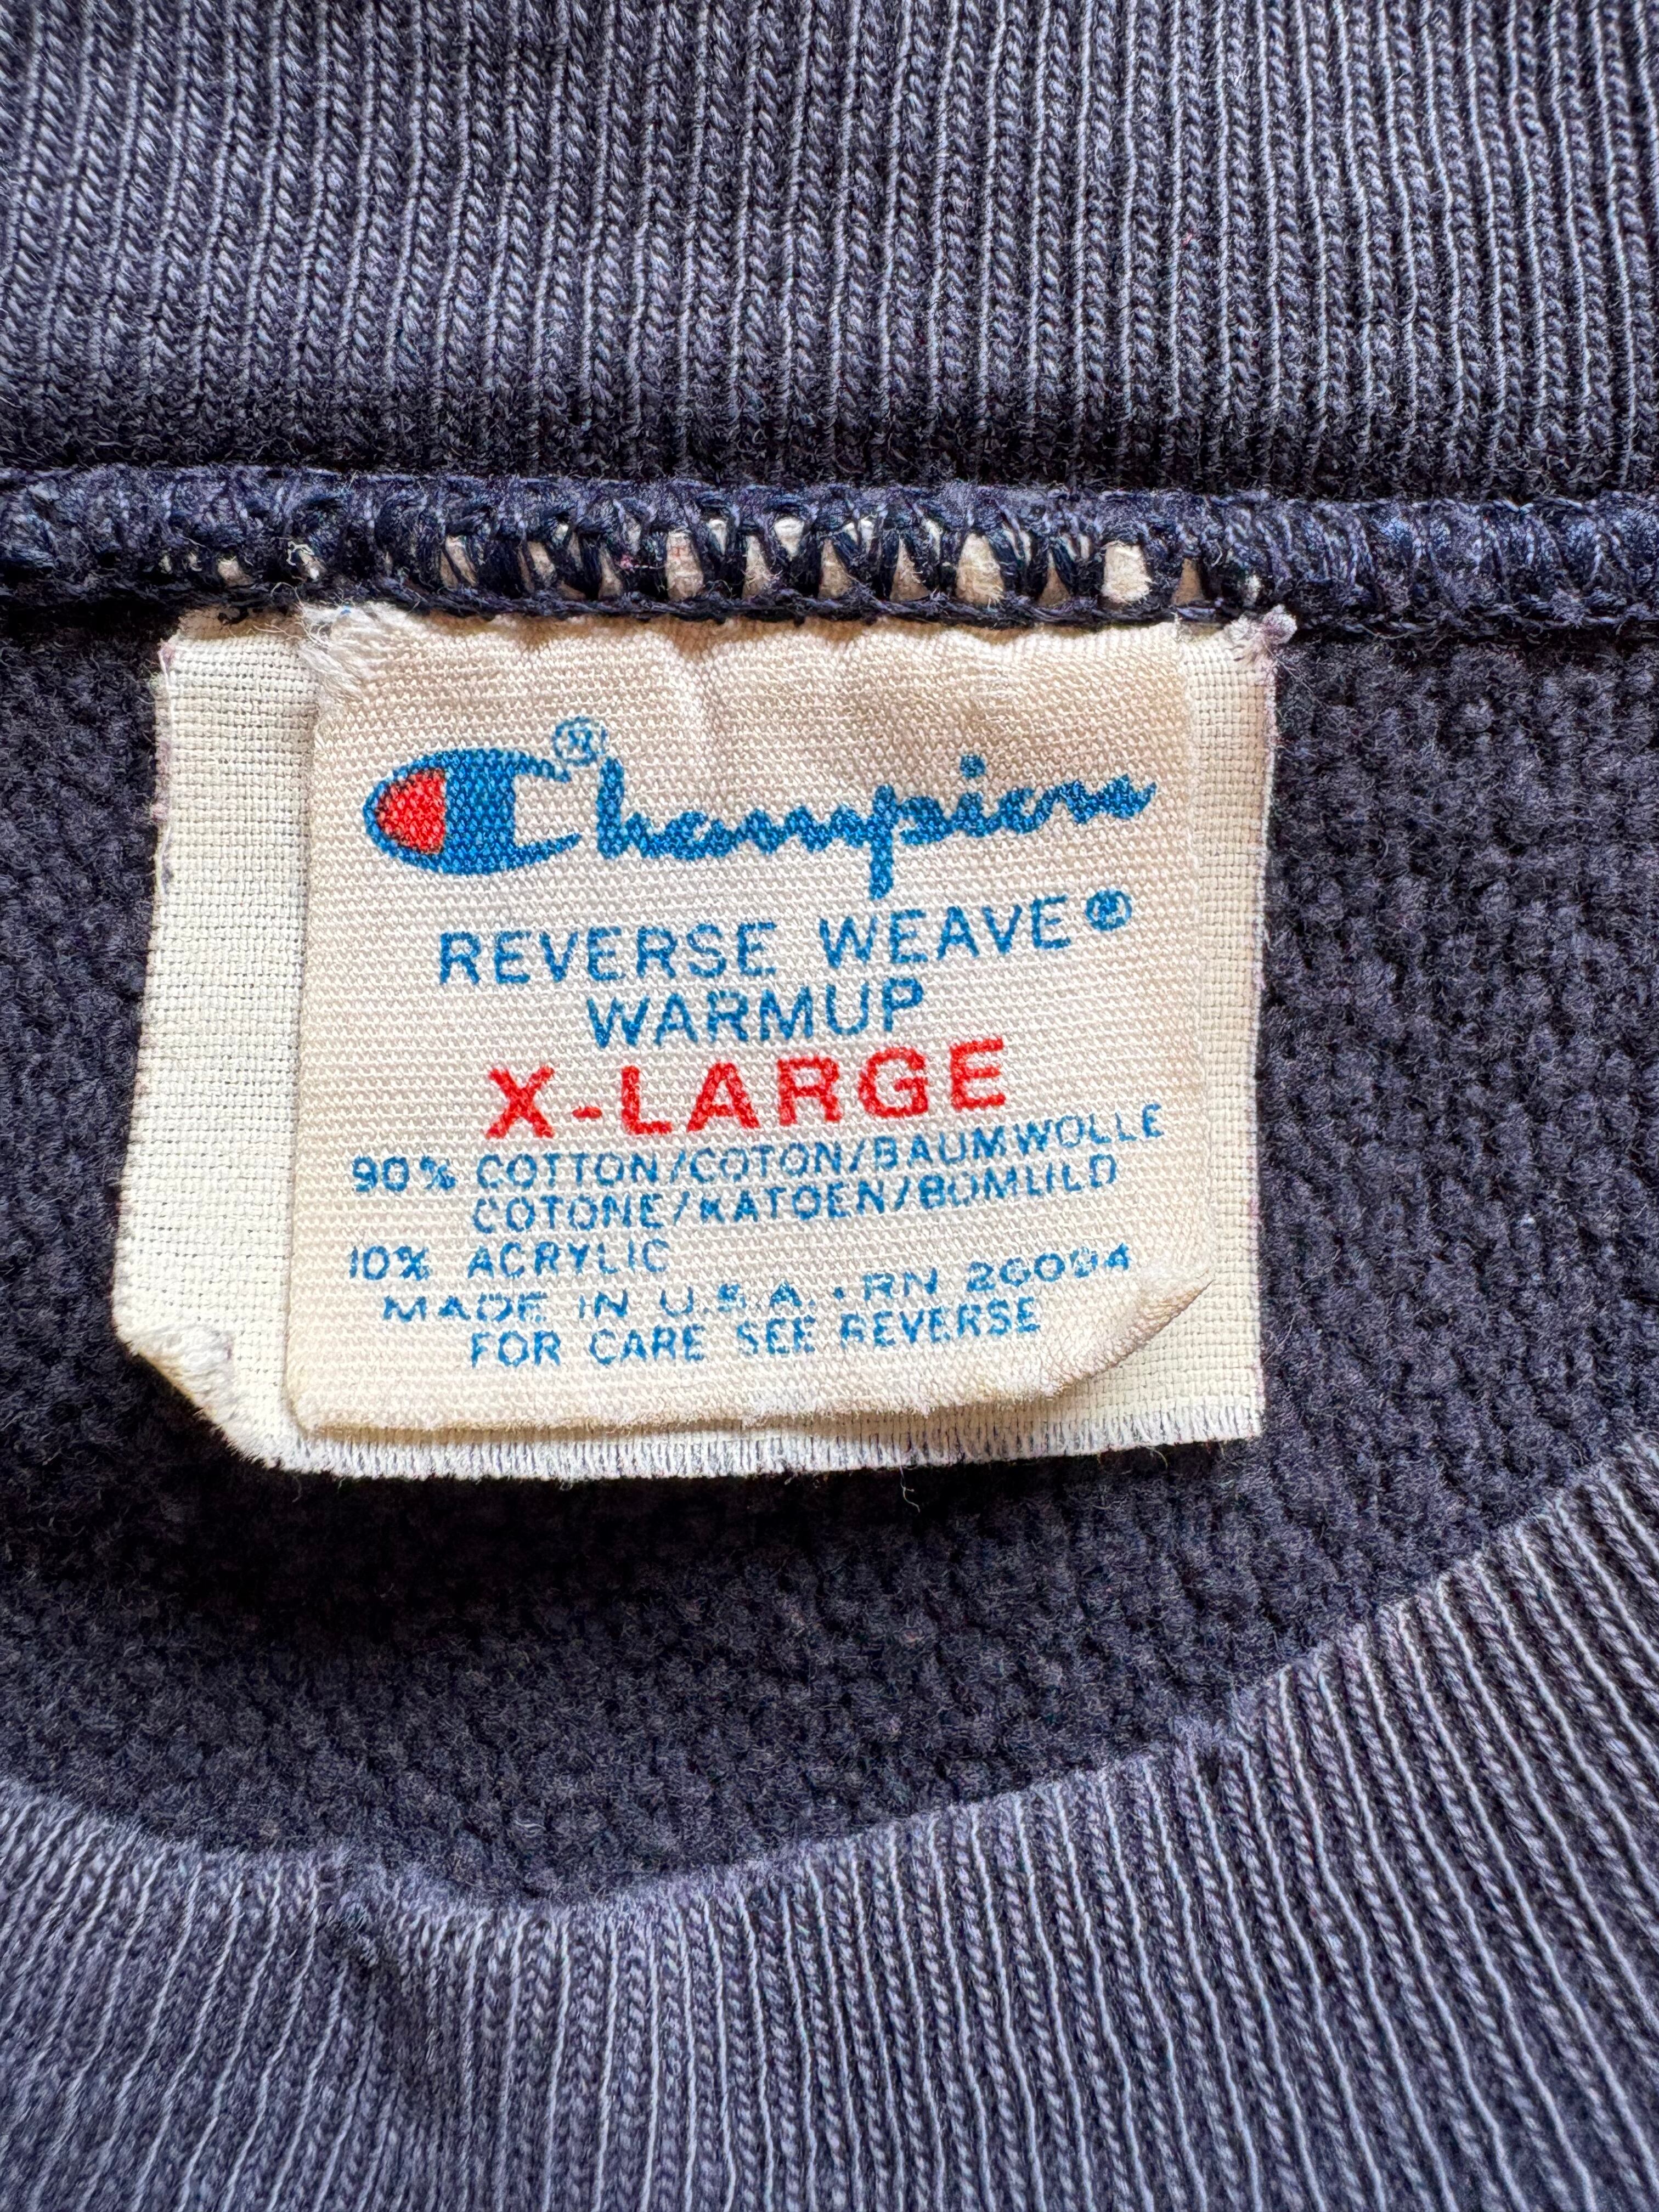 Champion®
REVERSE WEAVE®
WARMUP
X-LARGE
90% COTTON/COTON/BAUMWOLLE
COTONE/KATOEN/BOMULLD
10% ACRYLIC
MADE IN U.S.A. • RN 26094
FOR CARE SEE REVERSE